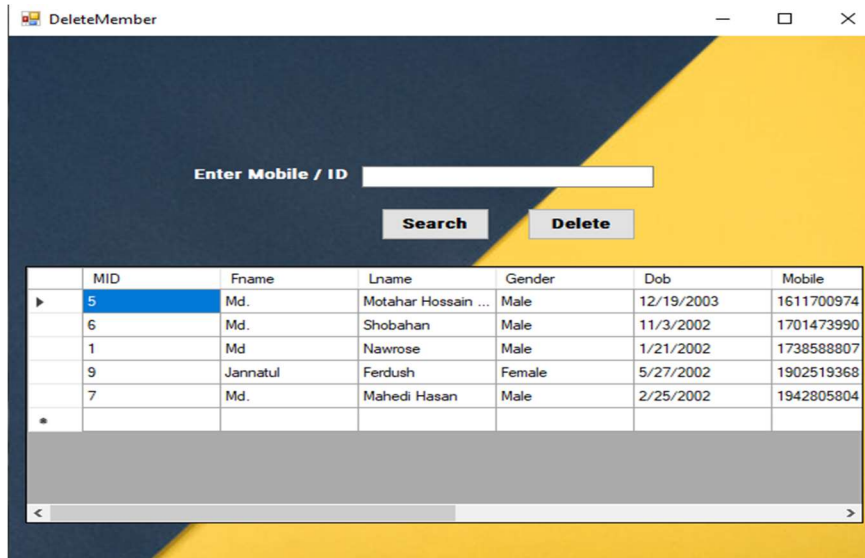 DeleteMember
Enter Mobile / ID
Search Delete
MID Fname Lname Gender Dob Mobile
5 Md. Motahar Hossain ... Male 12/19/2003 1611700974
6 Md. Shobahan Male 11/3/2002 1701473990
1 Md Nawrose Male 1/21/2002 1738588807
9 Jannatul Ferdush Female 5/27/2002 1902519368
7 Md. Mahedi Hasan Male 2/25/2002 1942805804